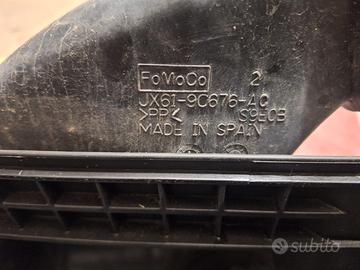 FoMoCo 2
JX61-9C676-AC
>PP< S9E0B
MADE IN SPAIN
subito